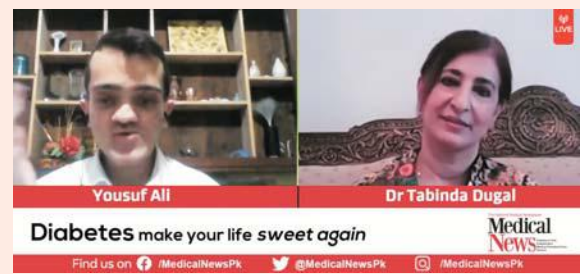 LIVE
Yousuf Ali
Dr Tabinda Dugal
Diabetes make your life sweet again
Medical
News
Find us on /MedicalNewsPk @MedicalNewsPk /MedicalNewsPk